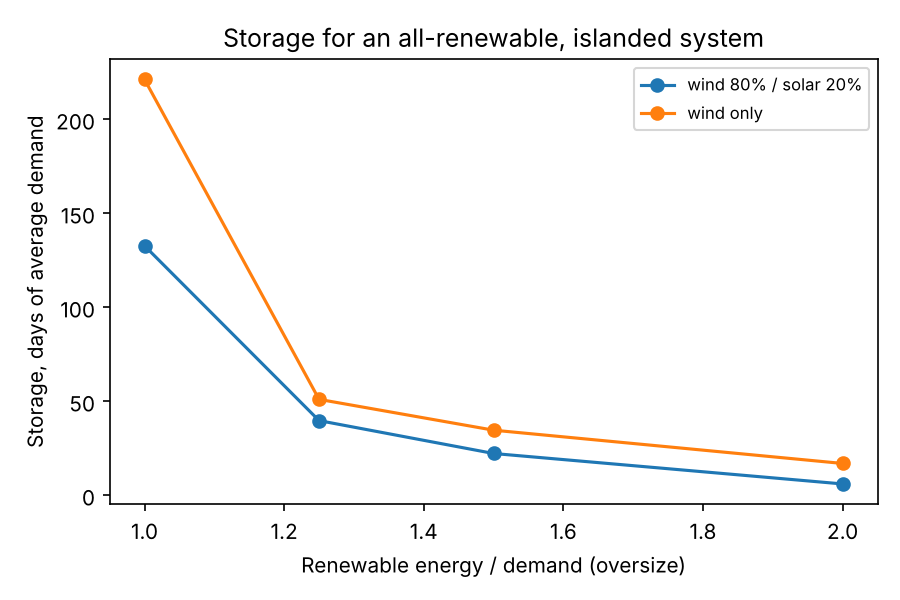 Storage for an all-renewable, islanded system
wind 80% / solar 20%
wind only
Storage, days of average demand
200
150
100
50
0
1.0 1.2 1.4 1.6 1.8 2.0
Renewable energy / demand (oversize)